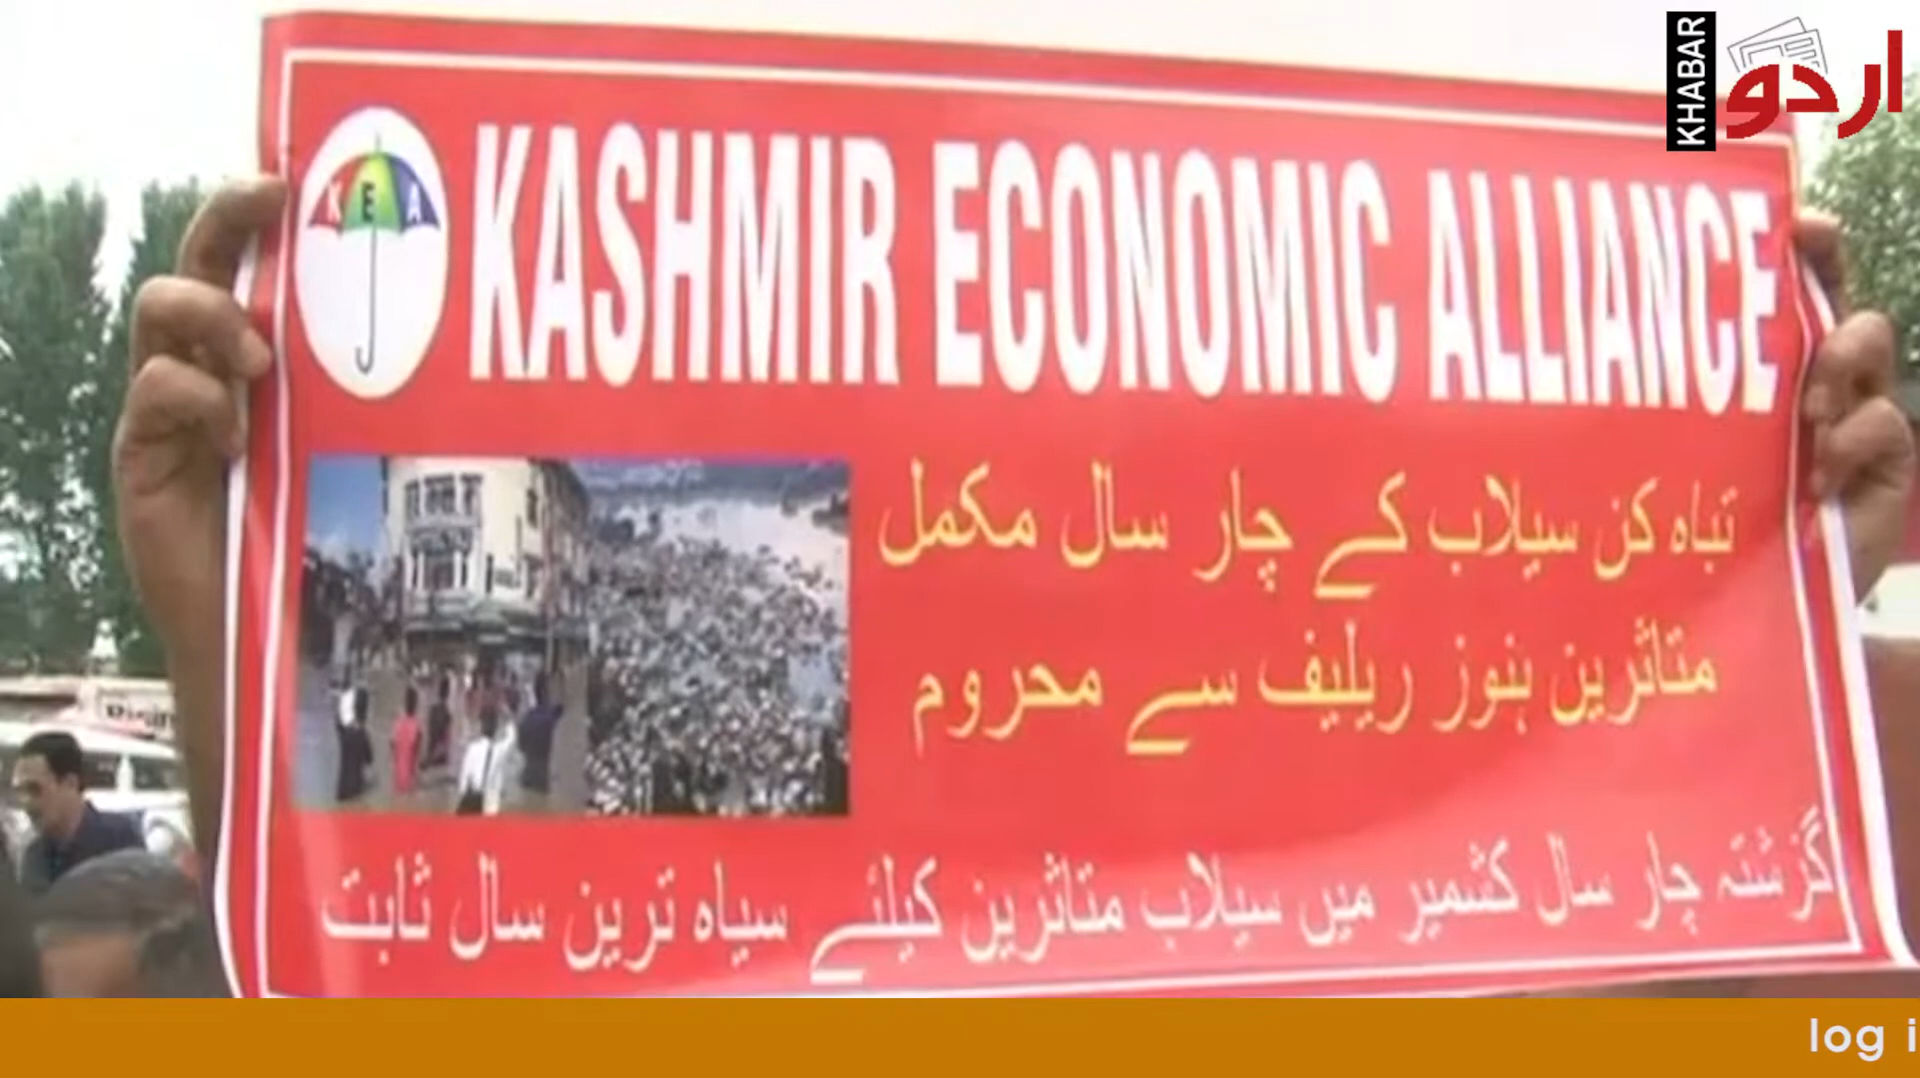 KHABAR
اردو
K E A
KASHMIR ECONOMIC ALLIANCE
تباہ کن سیلاب کے چار سال مکمل
متاثرین ہنوز ریلیف سے محروم
گزشتہ چار سال کشمیر میں سیلاب متاثرین کیلئے سیاہ ترین سال ثابت
log i